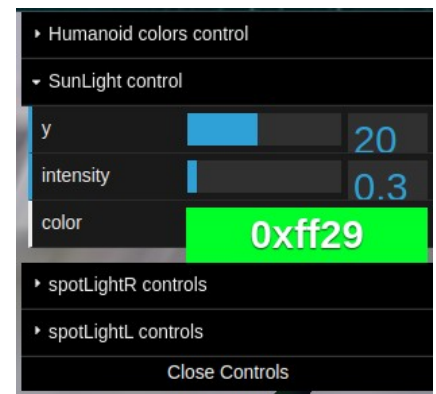 Humanoid colors control
SunLight control
y 20
intensity 0.3
color 0xff29
spotLightR controls
spotLightL controls
Close Controls